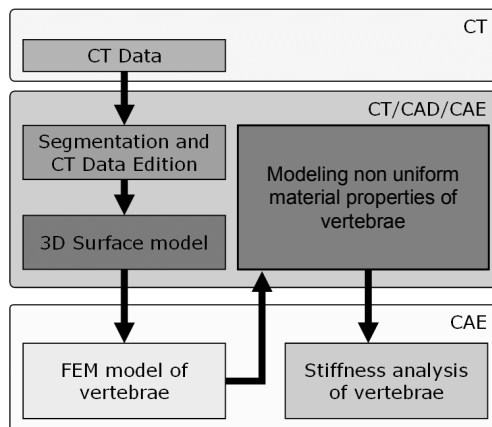 CT
CT Data
CT/CAD/CAE
Segmentation and
CT Data Edition
3D Surface model
Modeling non uniform
material properties of
vertebrae
CAE
FEM model of
vertebrae
Stiffness analysis
of vertebrae